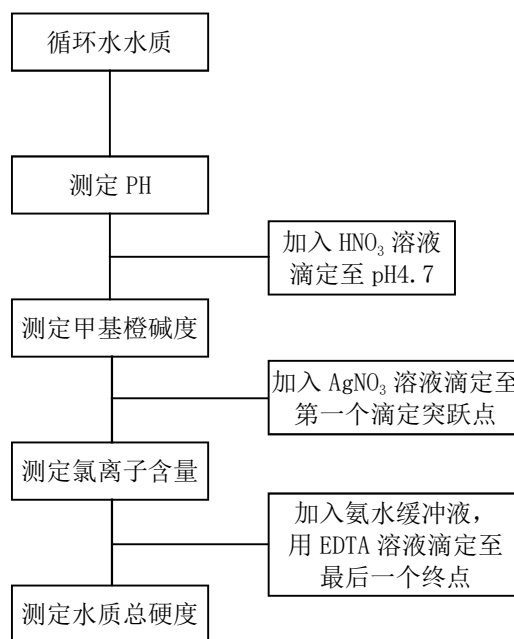 循环水水质
测定 PH
加入 HNO₃ 溶液
滴定至 pH4.7
测定甲基橙碱度
加入 AgNO₃ 溶液滴定至
第一个滴定突跃点
测定氯离子含量
加入氨水缓冲液，
用 EDTA 溶液滴定至
最后一个终点
测定水质总硬度